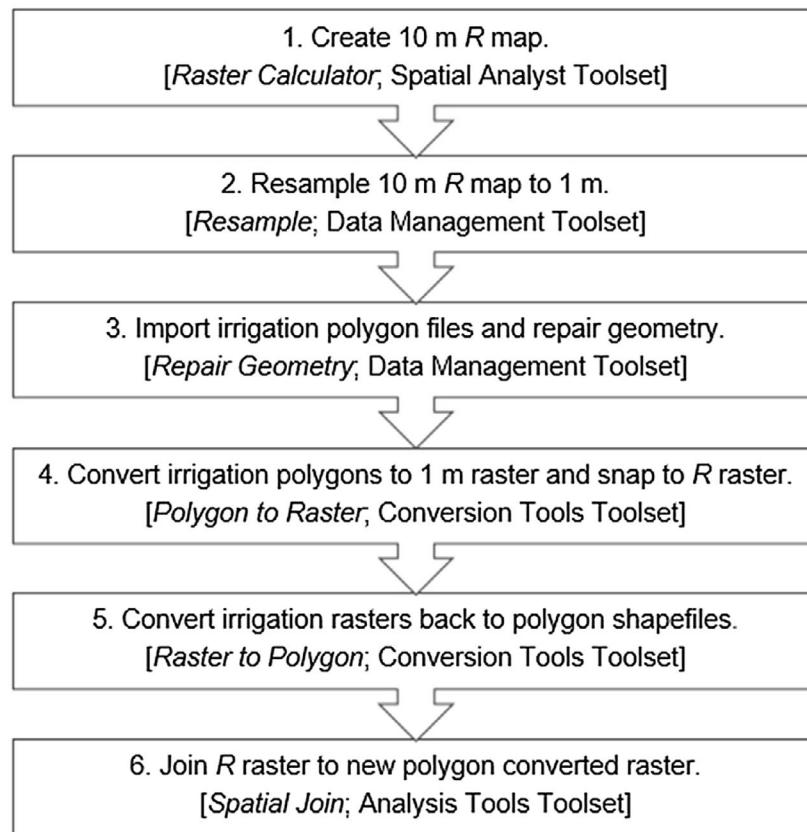 1. Create 10 m R map.
[Raster Calculator; Spatial Analyst Toolset]
2. Resample 10 m R map to 1 m.
[Resample; Data Management Toolset]
3. Import irrigation polygon files and repair geometry.
[Repair Geometry; Data Management Toolset]
4. Convert irrigation polygons to 1 m raster and snap to R raster.
[Polygon to Raster; Conversion Tools Toolset]
5. Convert irrigation rasters back to polygon shapefiles.
[Raster to Polygon; Conversion Tools Toolset]
6. Join R raster to new polygon converted raster.
[Spatial Join; Analysis Tools Toolset]